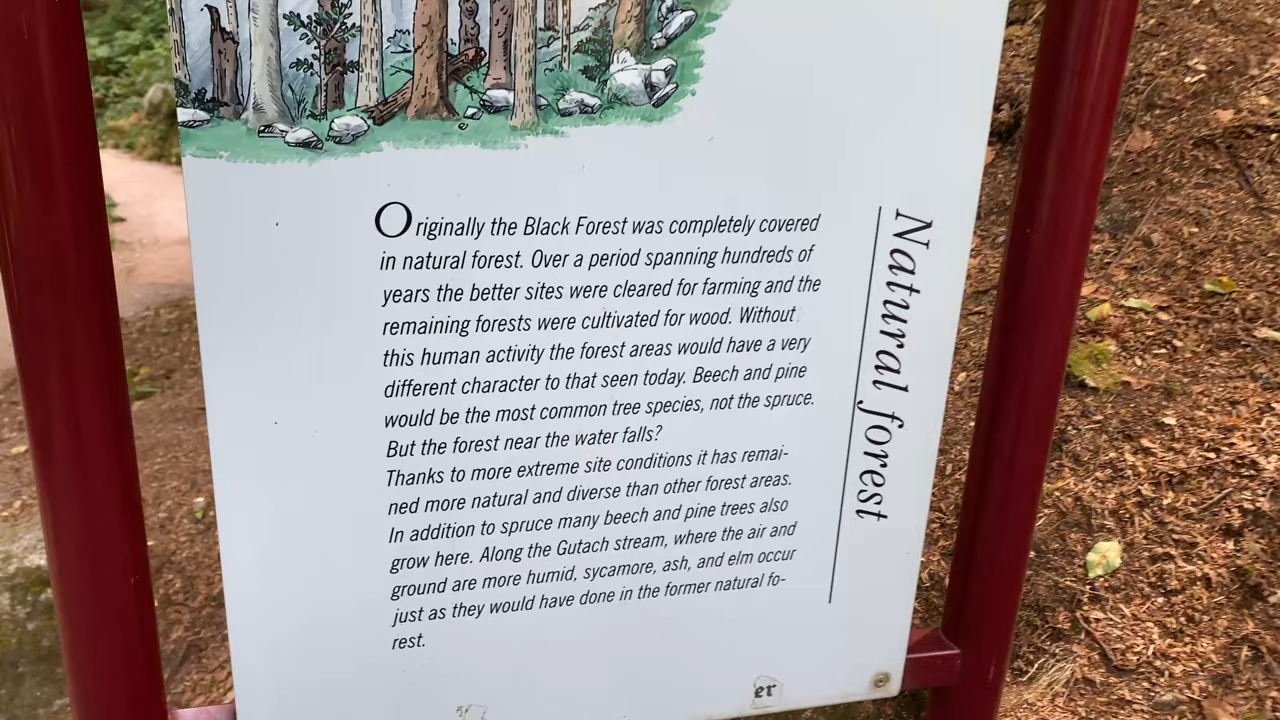 Originally the Black Forest was completely covered
in natural forest. Over a period spanning hundreds of
years the better sites were cleared for farming and the
remaining forests were cultivated for wood. Without
this human activity the forest areas would have a very
different character to that seen today. Beech and pine
would be the most common tree species, not the spruce.
But the forest near the water falls?
Thanks to more extreme site conditions it has remai-
ned more natural and diverse than other forest areas.
In addition to spruce many beech and pine trees also
grow here. Along the Gutach stream, where the air and
ground are more humid, sycamore, ash, and elm occur
just as they would have done in the former natural fo-
rest.
Natural forest
er